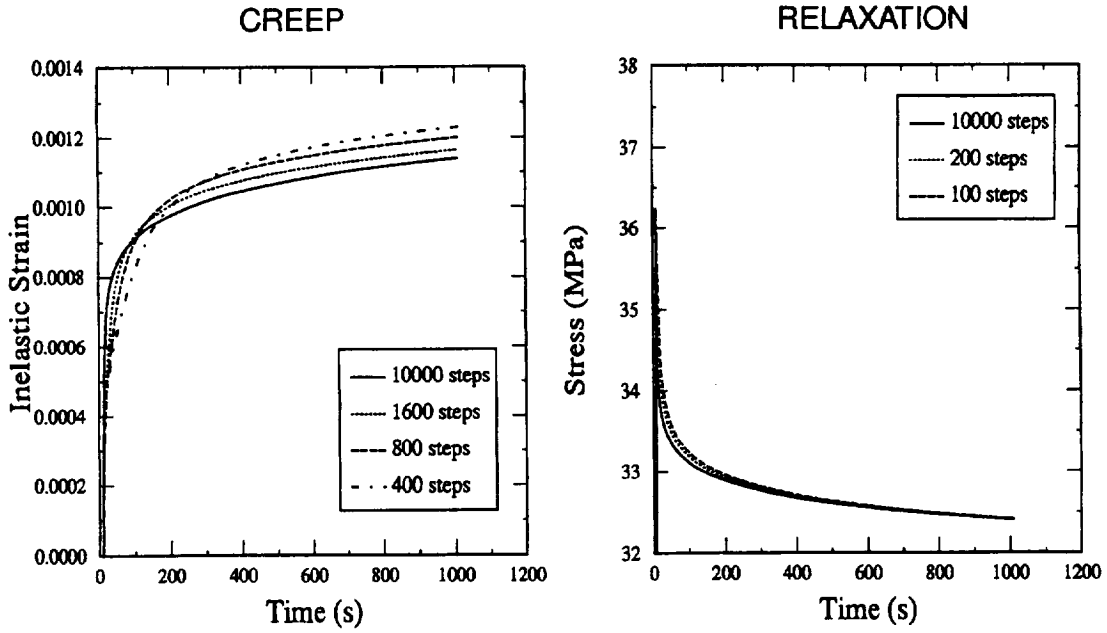 CREEP
Inelastic Strain
0.0014
0.0012
0.0010
0.0008
0.0006
0.0004
0.0002
0.0000
10000 steps
1600 steps
800 steps
400 steps
0 200 400 600 800 1000 1200
Time (s)
RELAXATION
Stress (MPa)
38
37
36
35
34
33
32
10000 steps
200 steps
100 steps
0 200 400 600 800 1000 1200
Time (s)